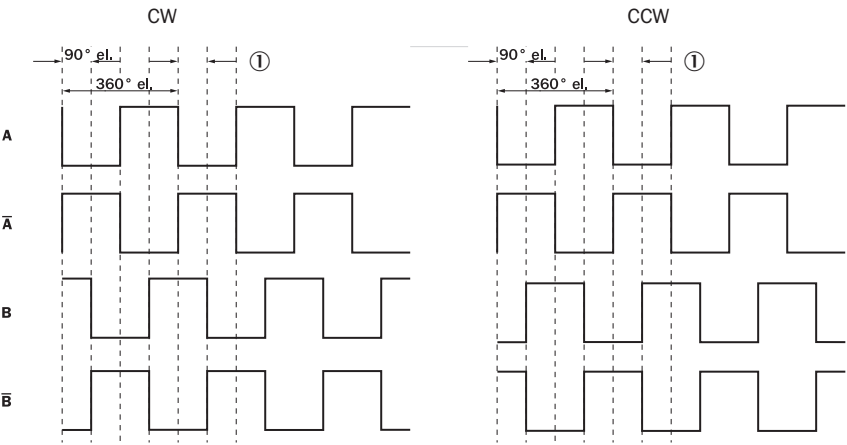 CW CCW
90° el. ① 90° el. ①
360° el. 360° el.
A
A̅
B
B̅